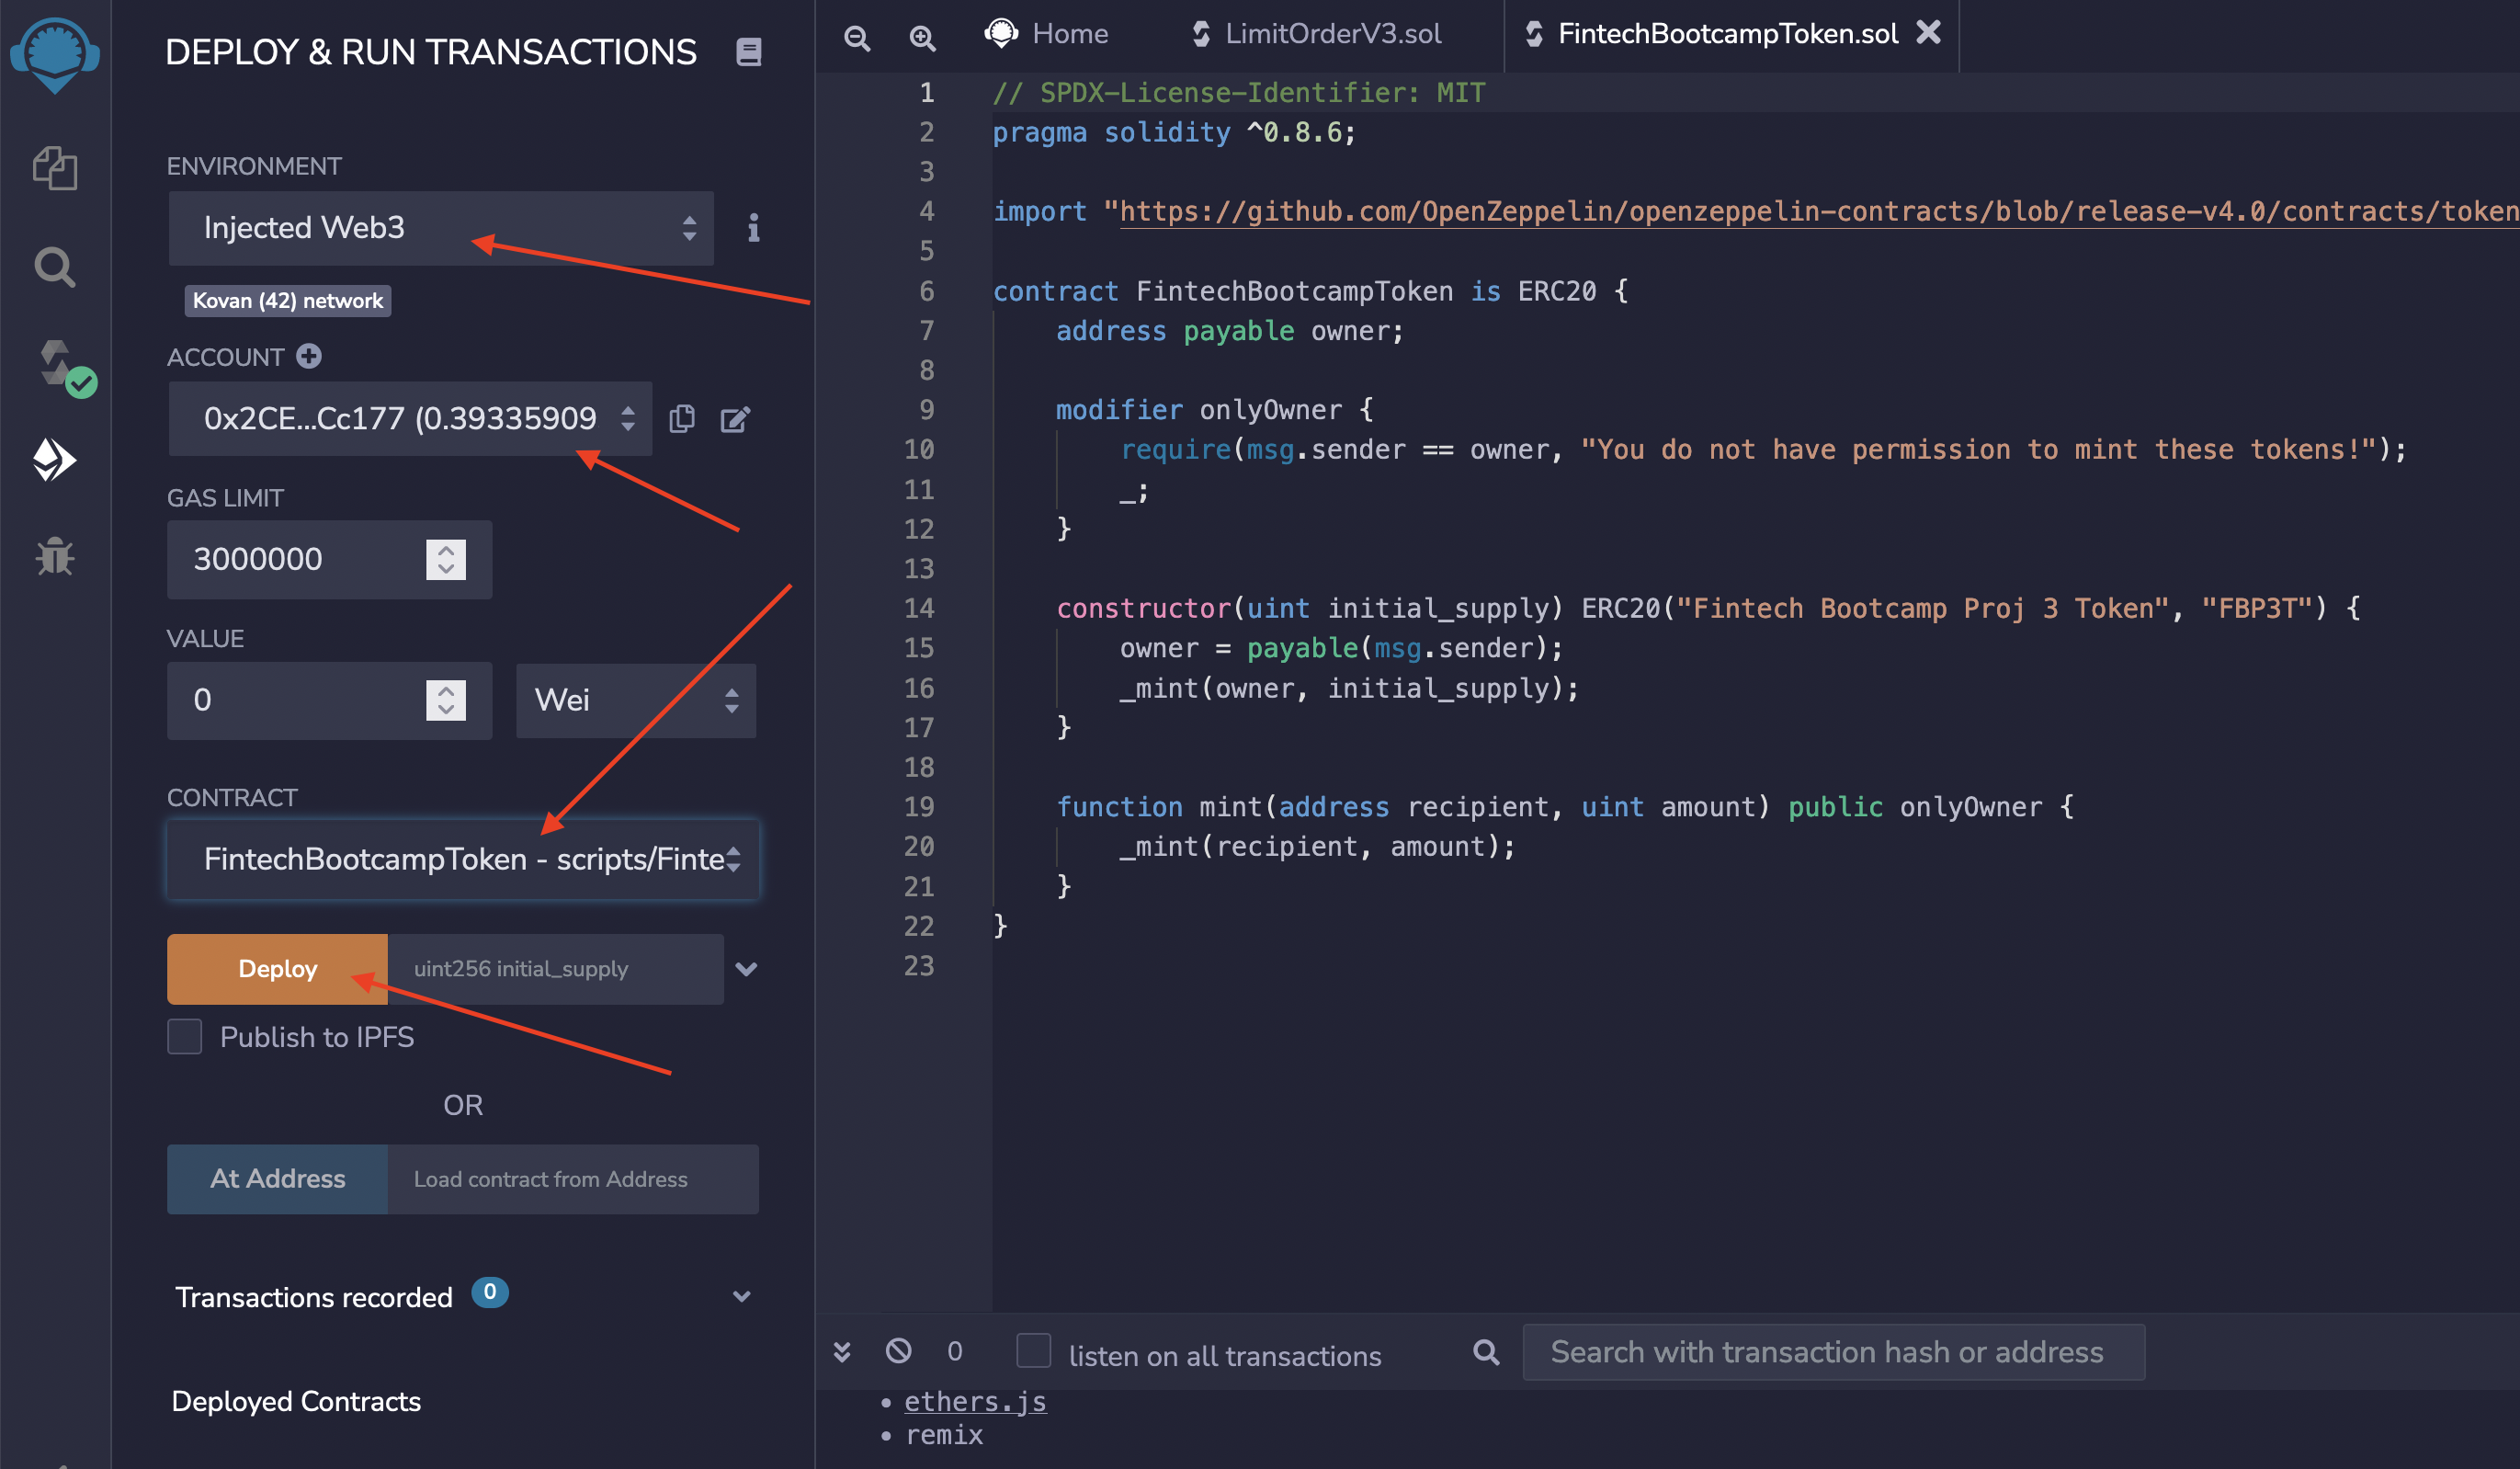 DEPLOY & RUN TRANSACTIONS
ENVIRONMENT
Injected Web3
Kovan (42) network
ACCOUNT
0x2CE...Cc177 (0.39335909
GAS LIMIT
3000000
VALUE
0
Wei
CONTRACT
FintechBootcampToken - scripts/Finte
Deploy
uint256 initial_supply
Publish to IPFS
OR
At Address
Load contract from Address
Transactions recorded 0
Deployed Contracts
Home
LimitOrderV3.sol
FintechBootcampToken.sol
1 // SPDX-License-Identifier: MIT
2 pragma solidity ^0.8.6;
3
4 import "https://github.com/OpenZeppelin/openzeppelin-contracts/blob/release-v4.0/contracts/token
5
6 contract FintechBootcampToken is ERC20 {
7 address payable owner;
8
9 modifier onlyOwner {
10 require(msg.sender == owner, "You do not have permission to mint these tokens!");
11 _;
12 }
13
14 constructor(uint initial_supply) ERC20("Fintech Bootcamp Proj 3 Token", "FBP3T") {
15 owner = payable(msg.sender);
16 _mint(owner, initial_supply);
17 }
18
19 function mint(address recipient, uint amount) public onlyOwner {
20 _mint(recipient, amount);
21 }
22 }
23
0
listen on all transactions
Search with transaction hash or address
• ethers.js
• remix